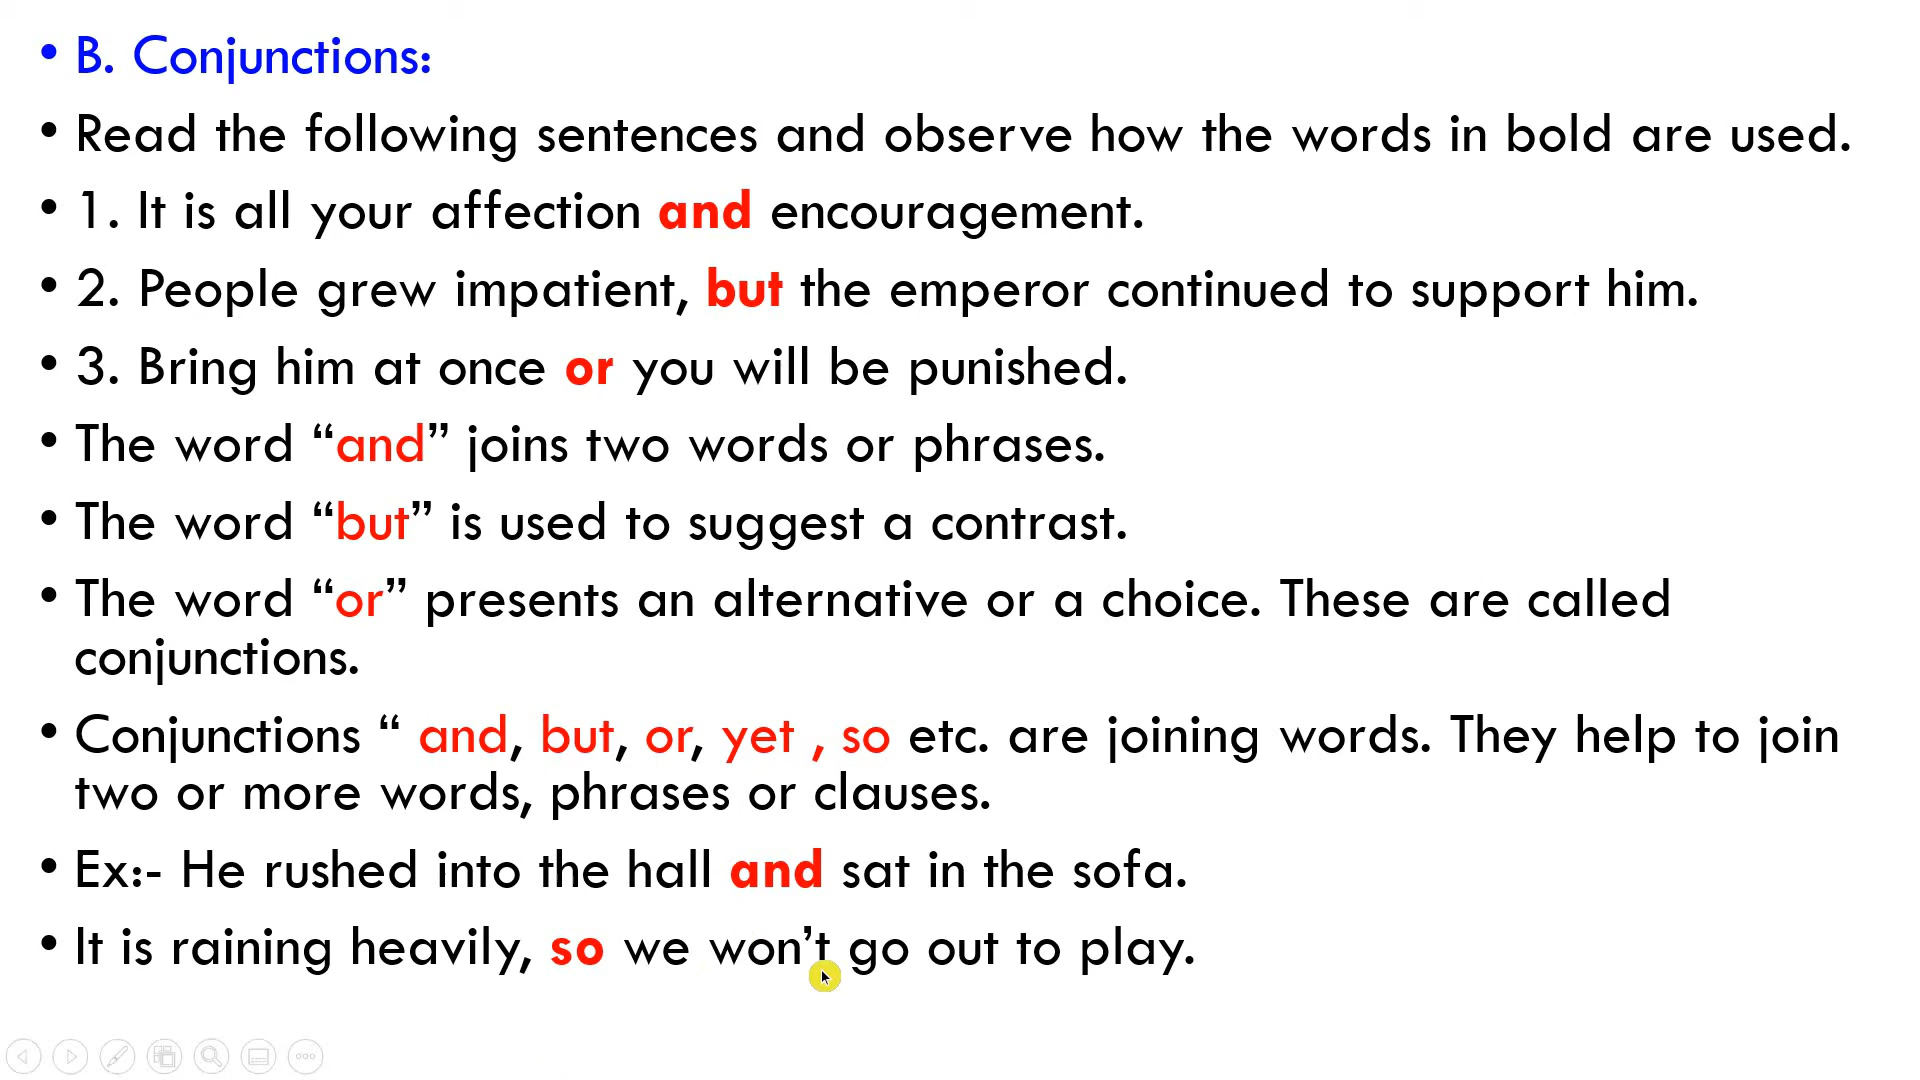 • B. Conjunctions:
• Read the following sentences and observe how the words in bold are used.
• 1. It is all your affection and encouragement.
• 2. People grew impatient, but the emperor continued to support him.
• 3. Bring him at once or you will be punished.
• The word “and” joins two words or phrases.
• The word “but” is used to suggest a contrast.
• The word “or” presents an alternative or a choice. These are called
conjunctions.
• Conjunctions “ and, but, or, yet , so etc. are joining words. They help to join
two or more words, phrases or clauses.
• Ex:- He rushed into the hall and sat in the sofa.
• It is raining heavily, so we won’t go out to play.